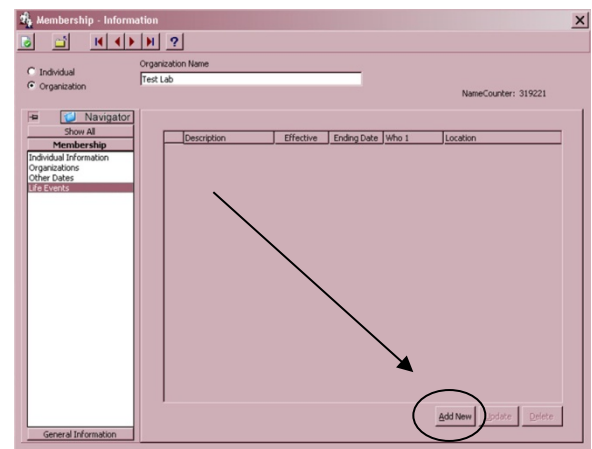 Membership - Information
?
Individual
Organization
Organization Name
Test Lab
NameCounter: 319221
Navigator
Show All
Membership
Individual Information
Organizations
Other Dates
Life Events
General Information
Description Effective Ending Date Who 1 Location
Add New Update Delete